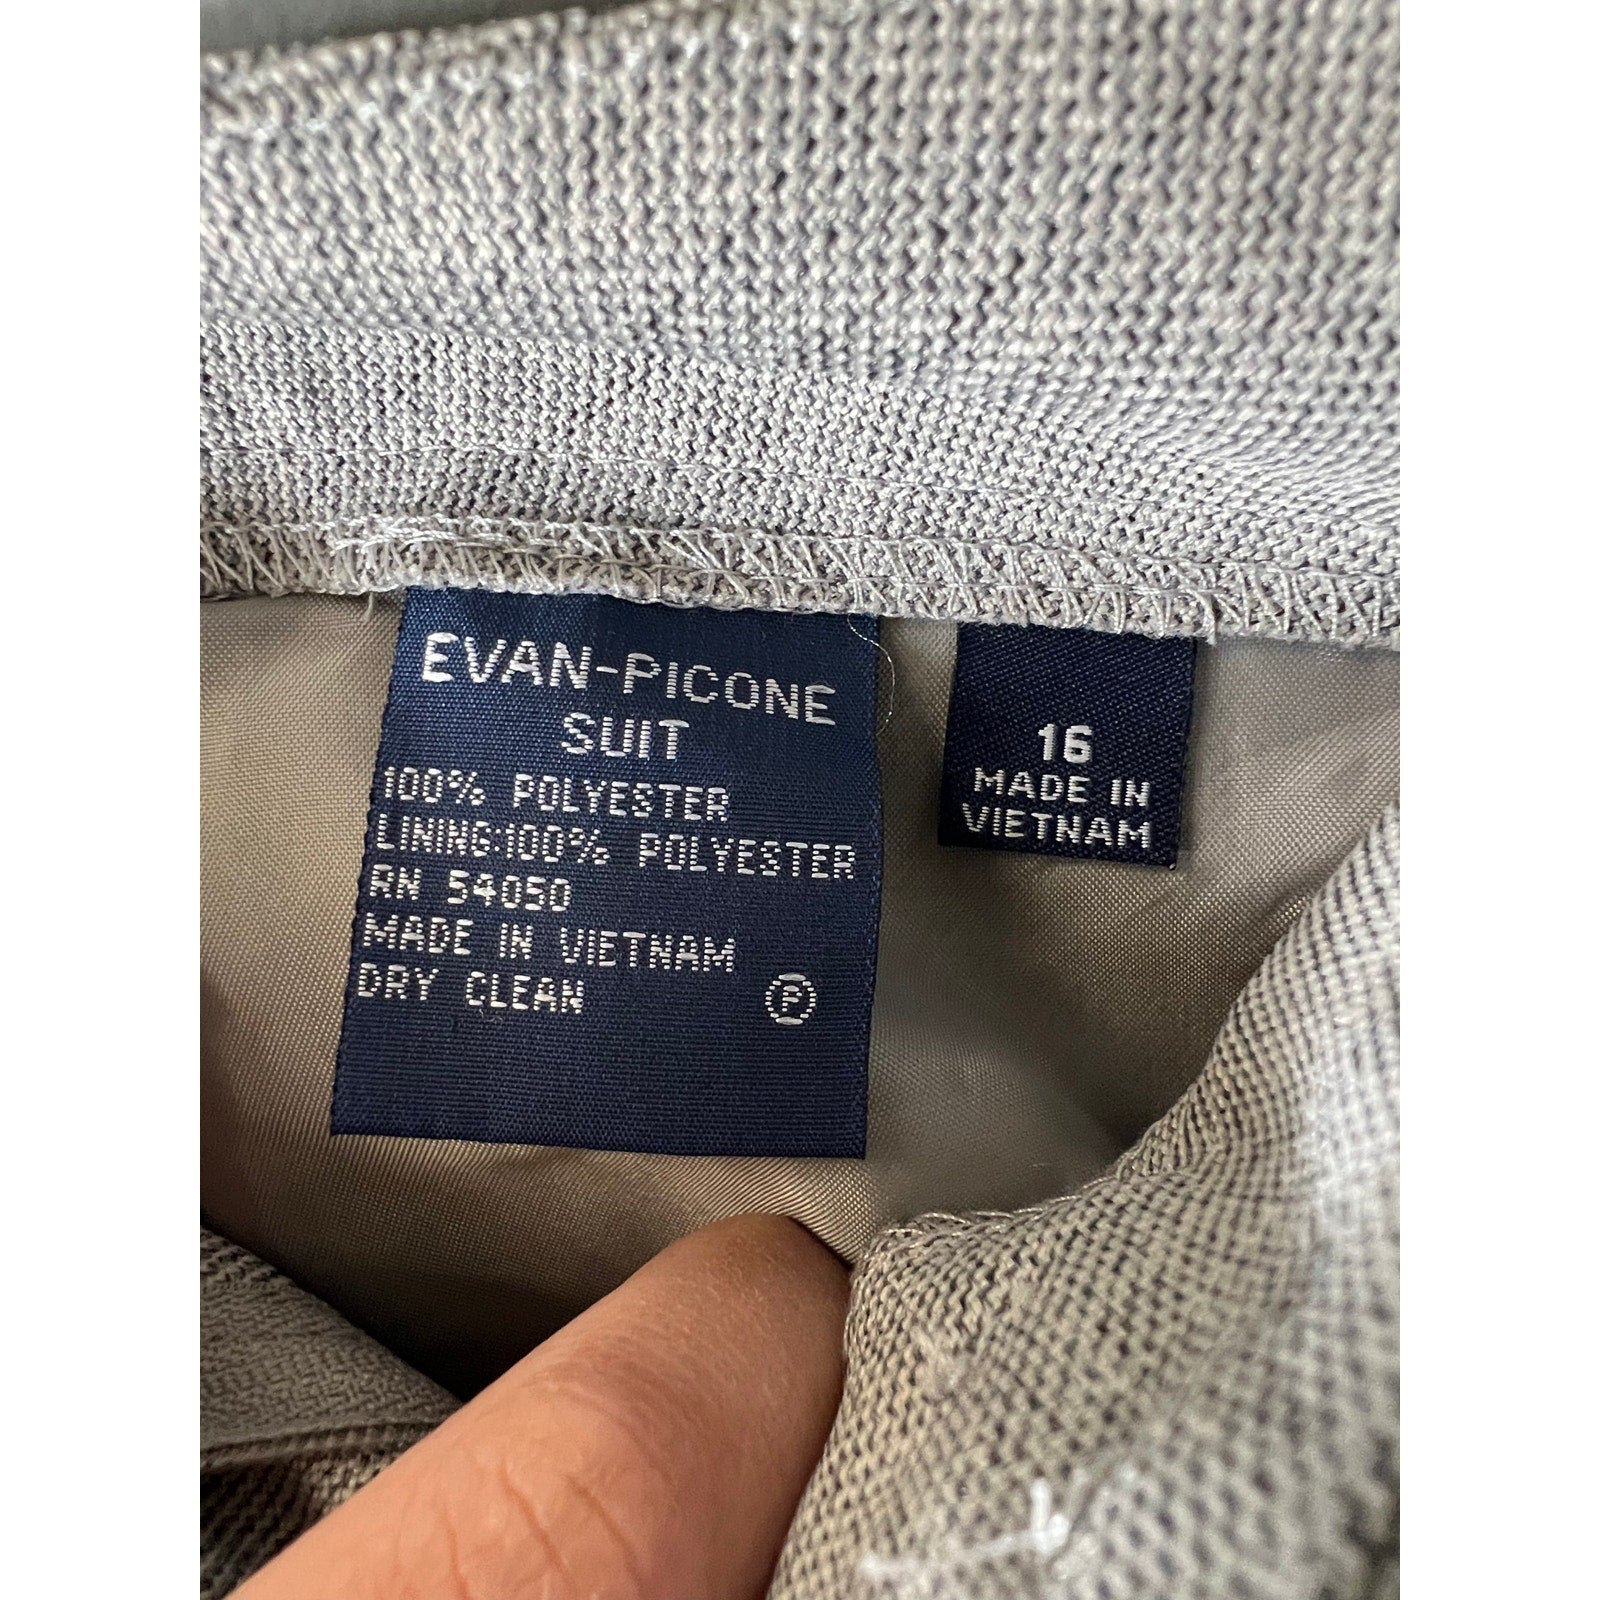 EVAN-PICONE
SUIT
100% POLYESTER
LINING:100% POLYESTER
RN 54050
MADE IN VIETNAM
DRY CLEAN Ⓟ
16
MADE IN
VIETNAM